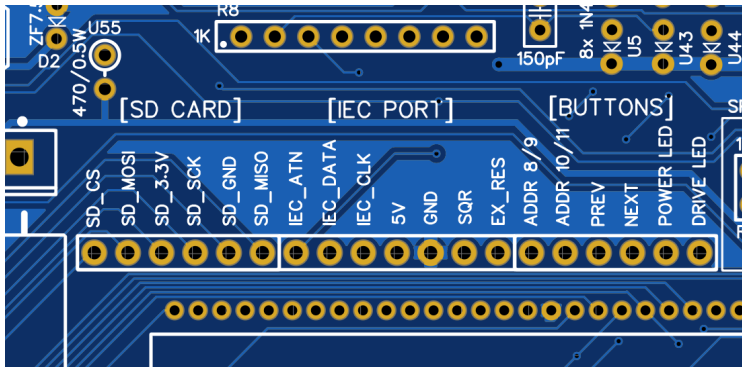 ZF7.5
D2
U55
470/0.5W
R8
1K
150pF
8x 1N4
U5
U43
U44
[SD CARD]
[IEC PORT]
[BUTTONS]
SD_CS
SD_MOSI
SD_3.3V
SD_SCK
SD_GND
SD_MISO
IEC_ATN
IEC_DATA
IEC_CLK
5V
GND
SQR
EX_RES
ADDR 8/9
ADDR 10/11
PREV
NEXT
POWER LED
DRIVE LED